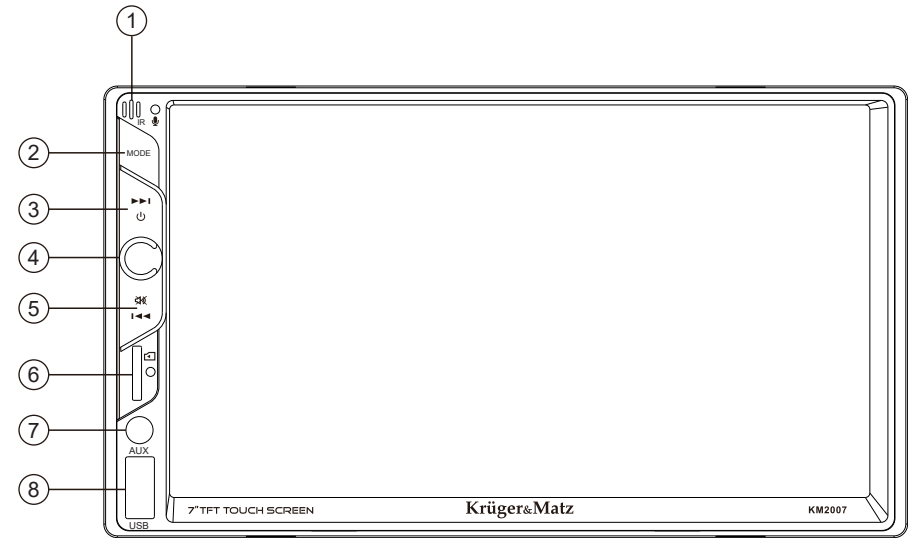 1
IR
2
MODE
3
4
5
6
7
AUX
8
USB
7"TFT TOUCH SCREEN
Krüger&Matz
KM2007